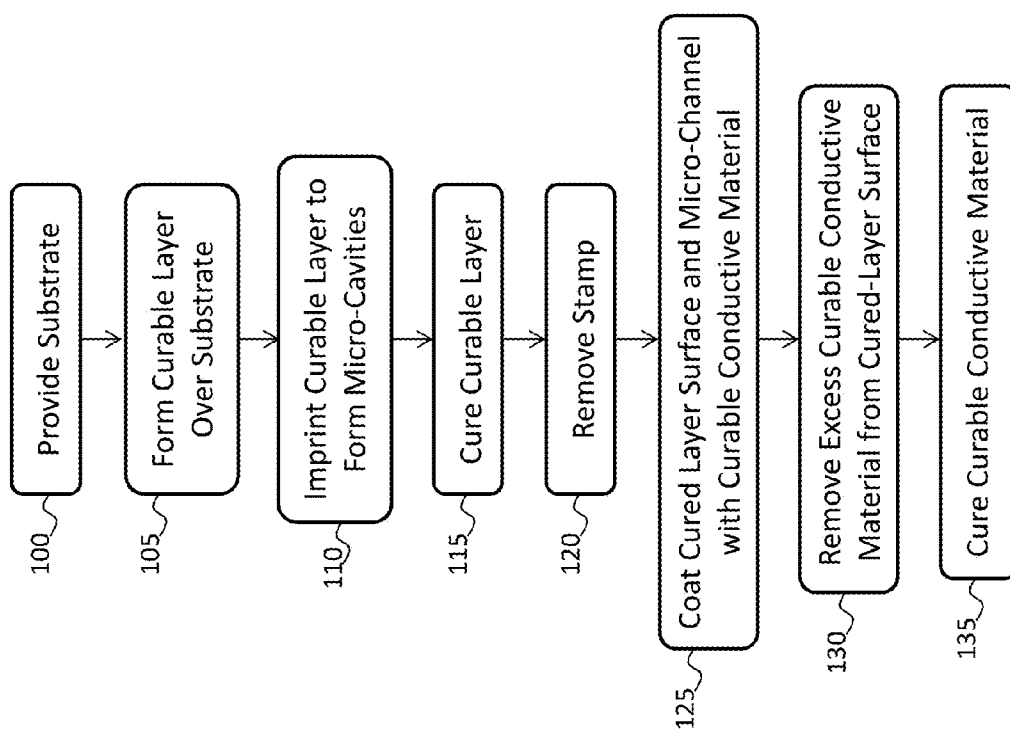 100
Provide Substrate
105
Form Curable Layer
Over Substrate
110
Imprint Curable Layer to
Form Micro-Cavities
115
Cure Curable Layer
120
Remove Stamp
125
Coat Cured Layer Surface and Micro-Channel
with Curable Conductive Material
130
Remove Excess Curable Conductive
Material from Cured-Layer Surface
135
Cure Curable Conductive Material